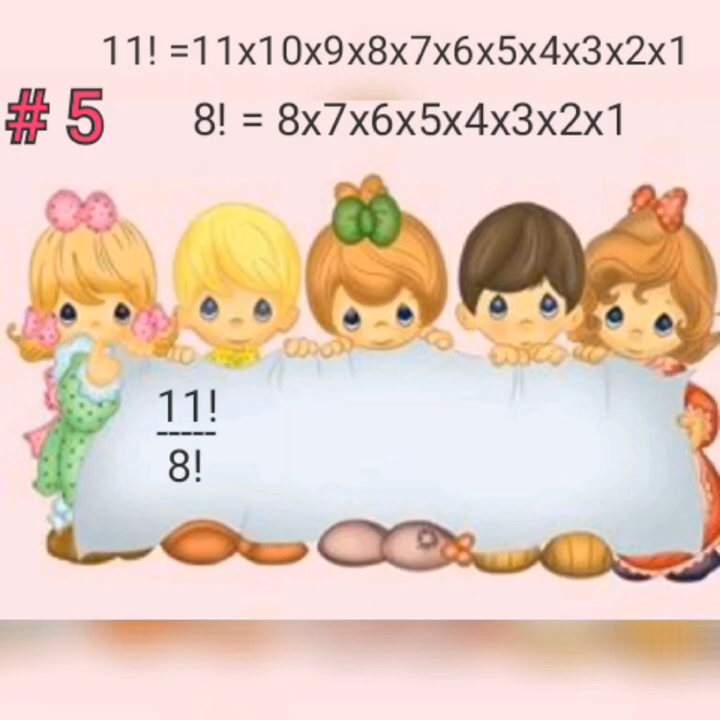 11! =11x10x9x8x7x6x5x4x3x2x1
# 5
8! = 8x7x6x5x4x3x2x1
11!
-----
8!